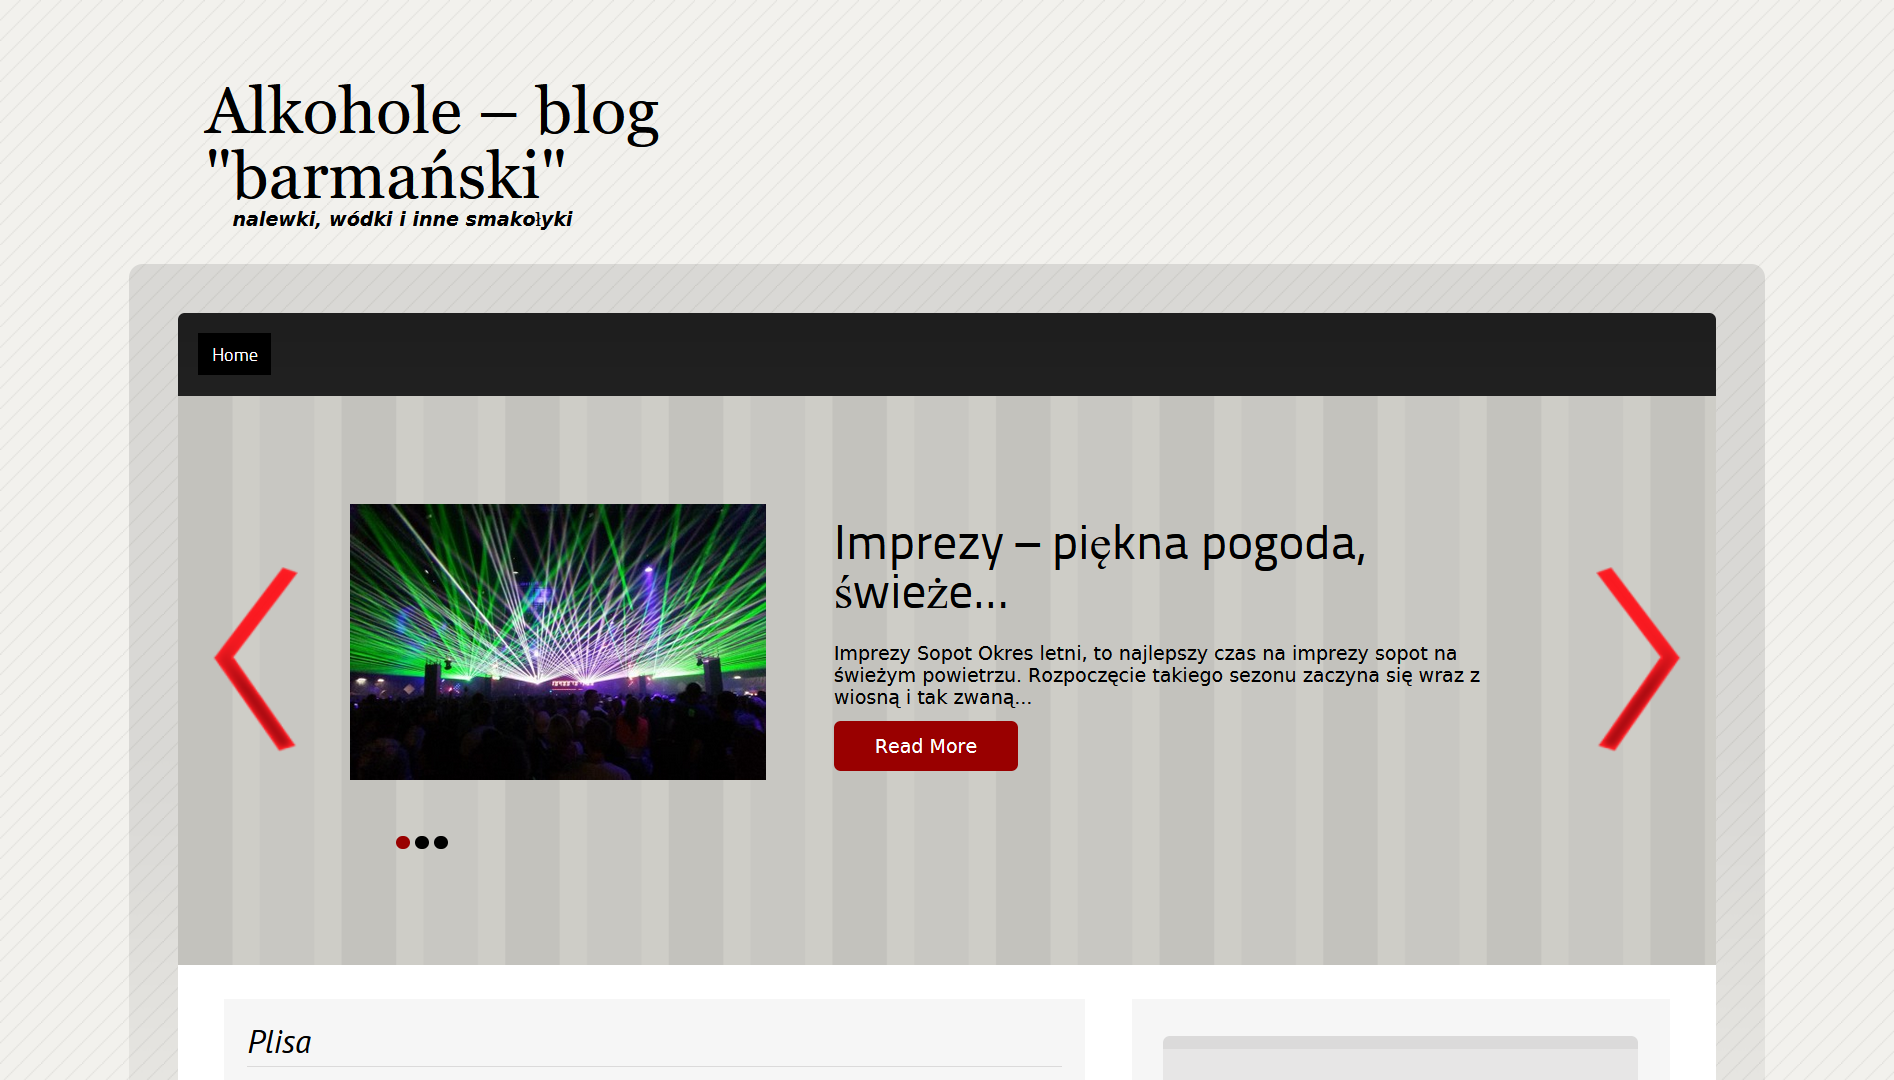 Alkohole – blog
"barmański"
nalewki, wódki i inne smakołyki
Home
Imprezy – piękna pogoda,
świeże...
Imprezy Sopot Okres letni, to najlepszy czas na imprezy sopot na
świeżym powietrzu. Rozpoczęcie takiego sezonu zaczyna się wraz z
wiosną i tak zwaną...
Read More
Plisa